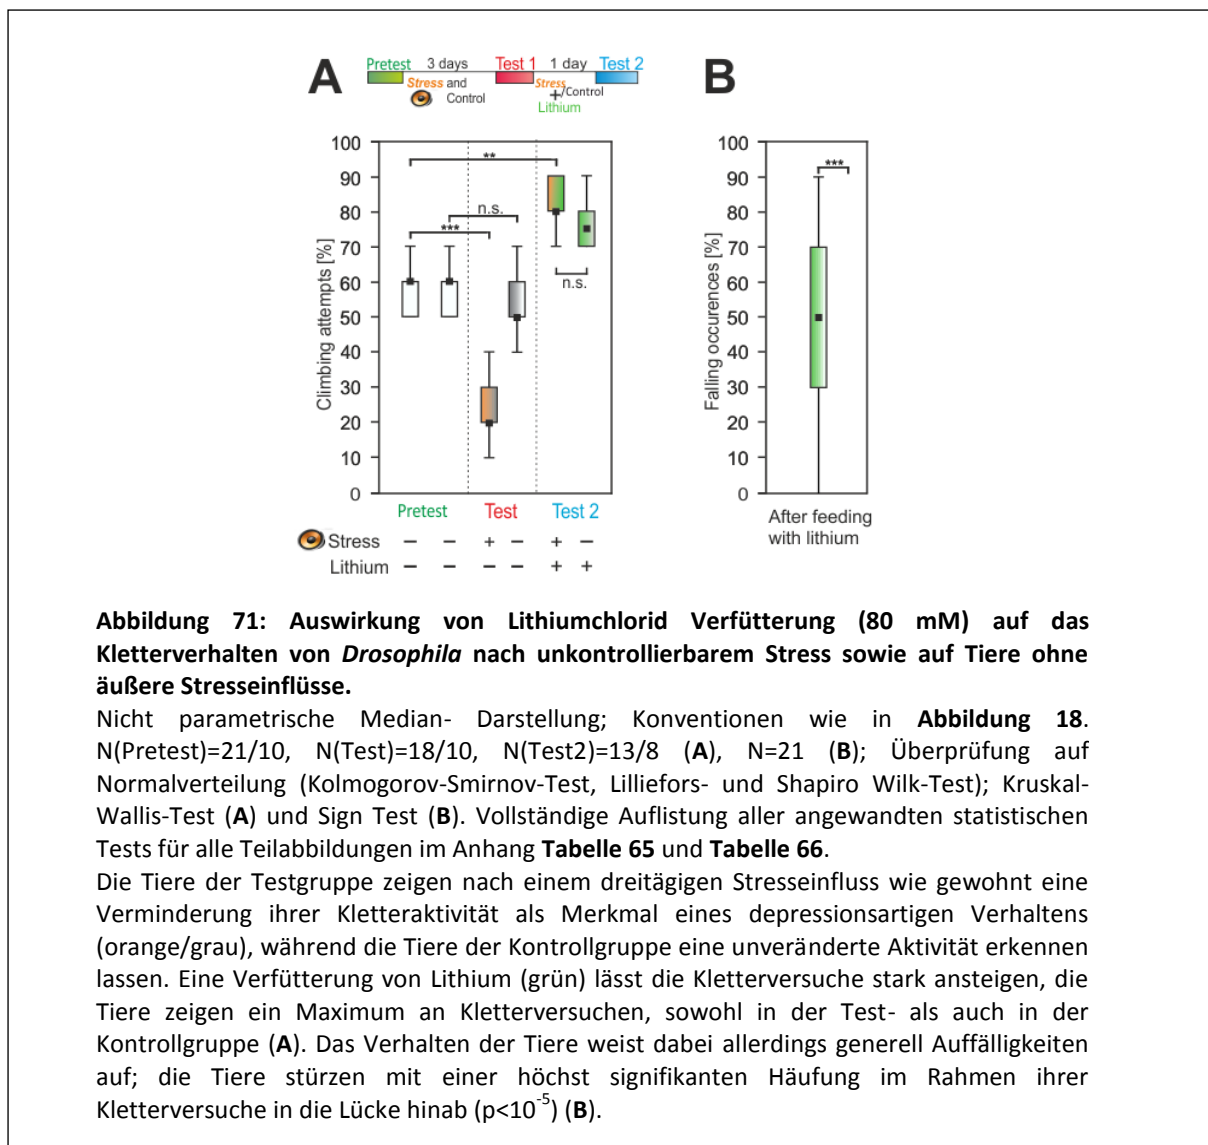 A
Pretest 3 days Test 1 1 day Test 2
Stress and Control
Stress +/Control Lithium
100
90
80
70
60
50
40
30
20
10
0
Climbing attempts [%]
**
n.s.
***
n.s.
Pretest Test Test 2
Stress – – + – + –
Lithium – – – – + +
B
100
90
80
70
60
50
40
30
20
10
0
Falling occurences [%]
***
After feeding
with lithium
Abbildung 71: Auswirkung von Lithiumchlorid Verfütterung (80 mM) auf das
Kletterverhalten von Drosophila nach unkontrollierbarem Stress sowie auf Tiere ohne
äußere Stresseinflüsse.
Nicht parametrische Median- Darstellung; Konventionen wie in Abbildung 18.
N(Pretest)=21/10, N(Test)=18/10, N(Test2)=13/8 (A), N=21 (B); Überprüfung auf
Normalverteilung (Kolmogorov-Smirnov-Test, Lilliefors- und Shapiro Wilk-Test); Kruskal-
Wallis-Test (A) und Sign Test (B). Vollständige Auflistung aller angewandten statistischen
Tests für alle Teilabbildungen im Anhang Tabelle 65 und Tabelle 66.
Die Tiere der Testgruppe zeigen nach einem dreitägigen Stresseinfluss wie gewohnt eine
Verminderung ihrer Kletteraktivität als Merkmal eines depressionsartigen Verhaltens
(orange/grau), während die Tiere der Kontrollgruppe eine unveränderte Aktivität erkennen
lassen. Eine Verfütterung von Lithium (grün) lässt die Kletterversuche stark ansteigen, die
Tiere zeigen ein Maximum an Kletterversuchen, sowohl in der Test- als auch in der
Kontrollgruppe (A). Das Verhalten der Tiere weist dabei allerdings generell Auffälligkeiten
auf; die Tiere stürzen mit einer höchst signifikanten Häufung im Rahmen ihrer
Kletterversuche in die Lücke hinab (p<10⁻⁵) (B).